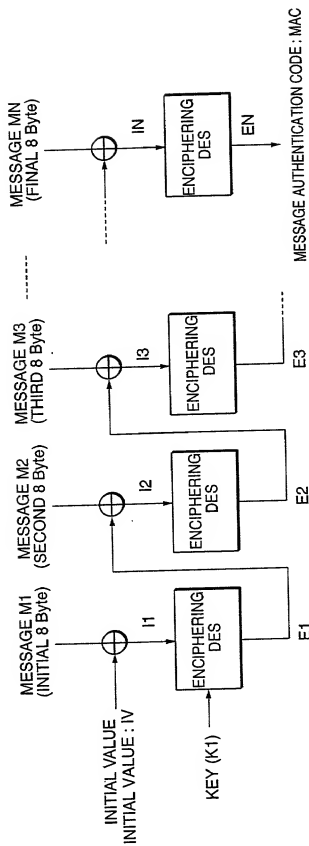 MESSAGE M1
(INITIAL 8 Byte)
MESSAGE M2
(SECOND 8 Byte)
MESSAGE M3
(THIRD 8 Byte)
MESSAGE MN
(FINAL 8 Byte)
INITIAL VALUE
INITIAL VALUE : IV
I1
I2
I3
IN
KEY (K1)
ENCIPHERING
DES
ENCIPHERING
DES
ENCIPHERING
DES
ENCIPHERING
DES
E1
E2
E3
EN
MESSAGE AUTHENTICATION CODE : MAC